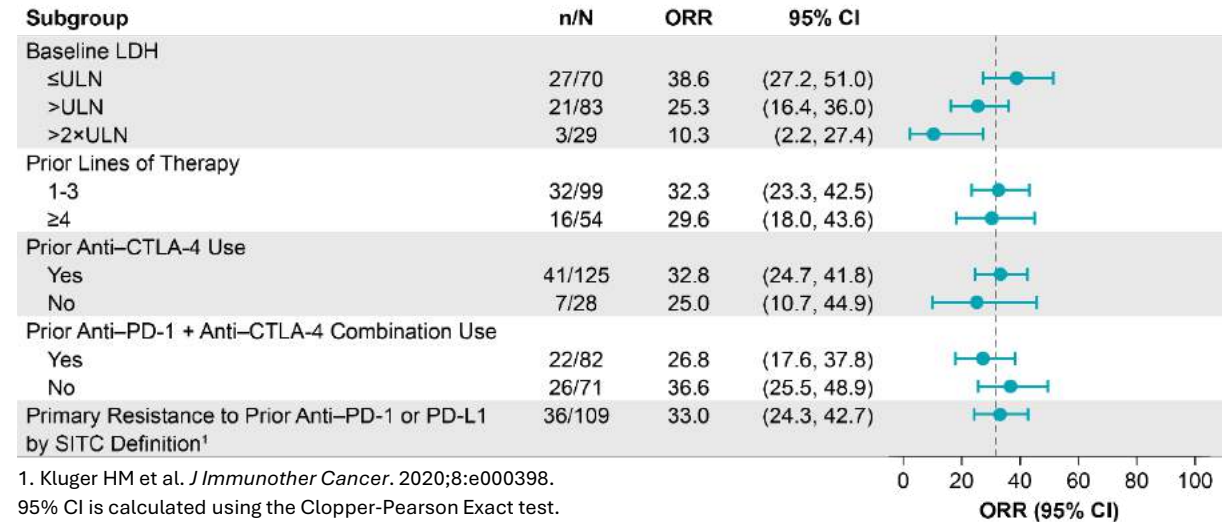 Subgroup n/N ORR 95% CI
Baseline LDH
≤ULN 27/70 38.6 (27.2, 51.0)
>ULN 21/83 25.3 (16.4, 36.0)
>2×ULN 3/29 10.3 (2.2, 27.4)
Prior Lines of Therapy
1-3 32/99 32.3 (23.3, 42.5)
≥4 16/54 29.6 (18.0, 43.6)
Prior Anti–CTLA-4 Use
Yes 41/125 32.8 (24.7, 41.8)
No 7/28 25.0 (10.7, 44.9)
Prior Anti–PD-1 + Anti–CTLA-4 Combination Use
Yes 22/82 26.8 (17.6, 37.8)
No 26/71 36.6 (25.5, 48.9)
Primary Resistance to Prior Anti–PD-1 or PD-L1 36/109 33.0 (24.3, 42.7)
by SITC Definition¹
1. Kluger HM et al. J Immunother Cancer. 2020;8:e000398.
95% CI is calculated using the Clopper-Pearson Exact test.
0 20 40 60 80 100
ORR (95% CI)